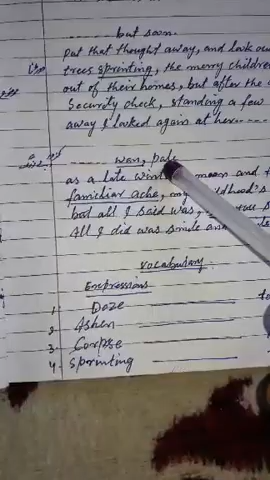 but soon.
put that thought away, and look ou
trees sprinting, the merry children
out of their homes, but after the
Security check, standing a few
away I looked again at her----
wan, pale
as a late moon and
familiar ache, my childhood's
but all I said was,
All I did was smile and
Vocabulary
Expressions
1. Doze
2. Ashen
3. Corpse
4. Sprinting